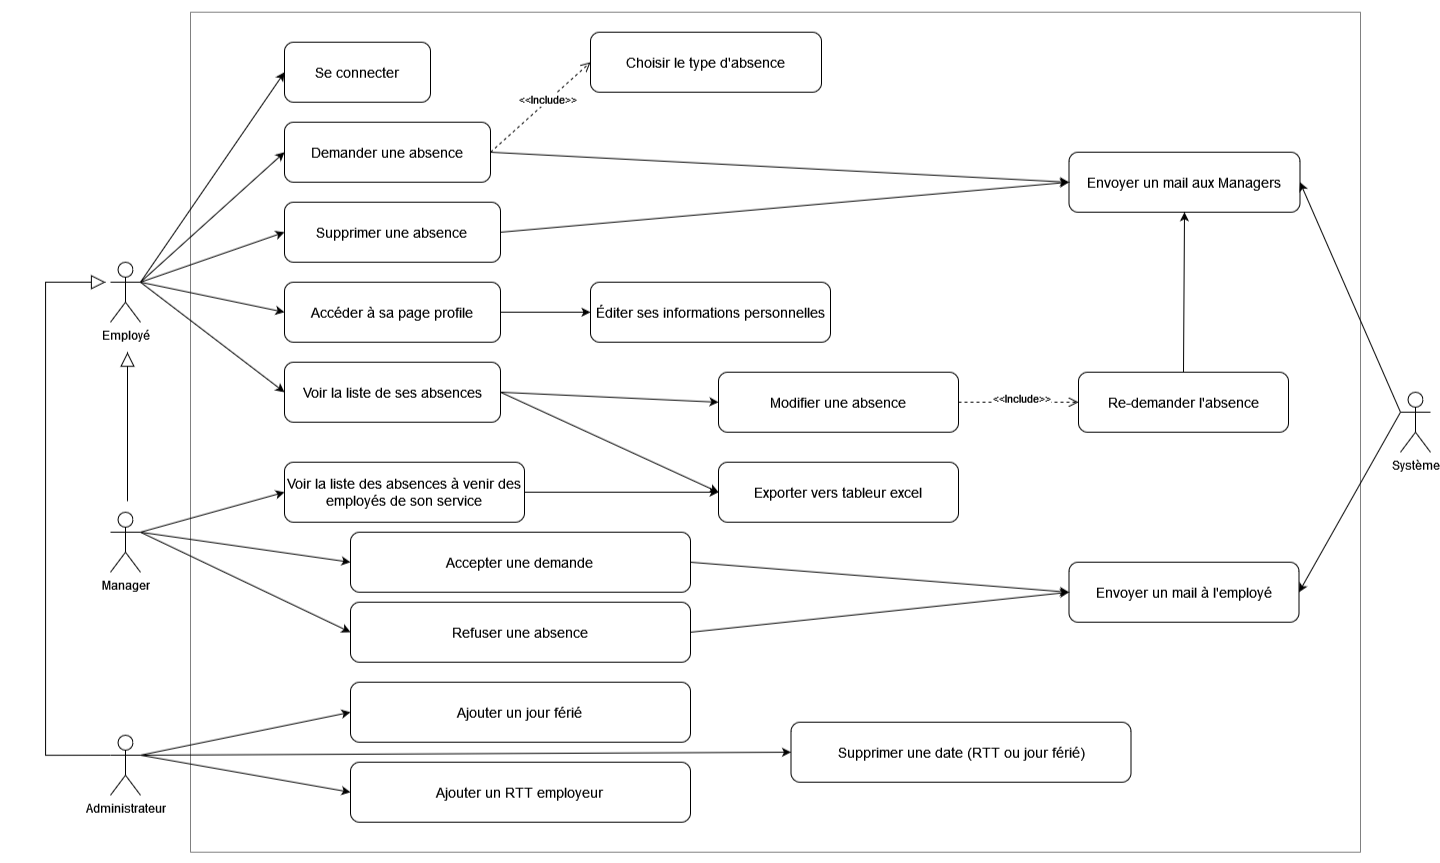 Se connecter
Choisir le type d'absence
<<Include>>
Demander une absence
Envoyer un mail aux Managers
Supprimer une absence
Employé
Accéder à sa page profile
Éditer ses informations personnelles
Voir la liste de ses absences
Modifier une absence
<<Include>>
Re-demander l'absence
Système
Voir la liste des absences à venir des
employés de son service
Exporter vers tableur excel
Manager
Accepter une demande
Envoyer un mail à l'employé
Refuser une absence
Ajouter un jour férié
Supprimer une date (RTT ou jour férié)
Administrateur
Ajouter un RTT employeur